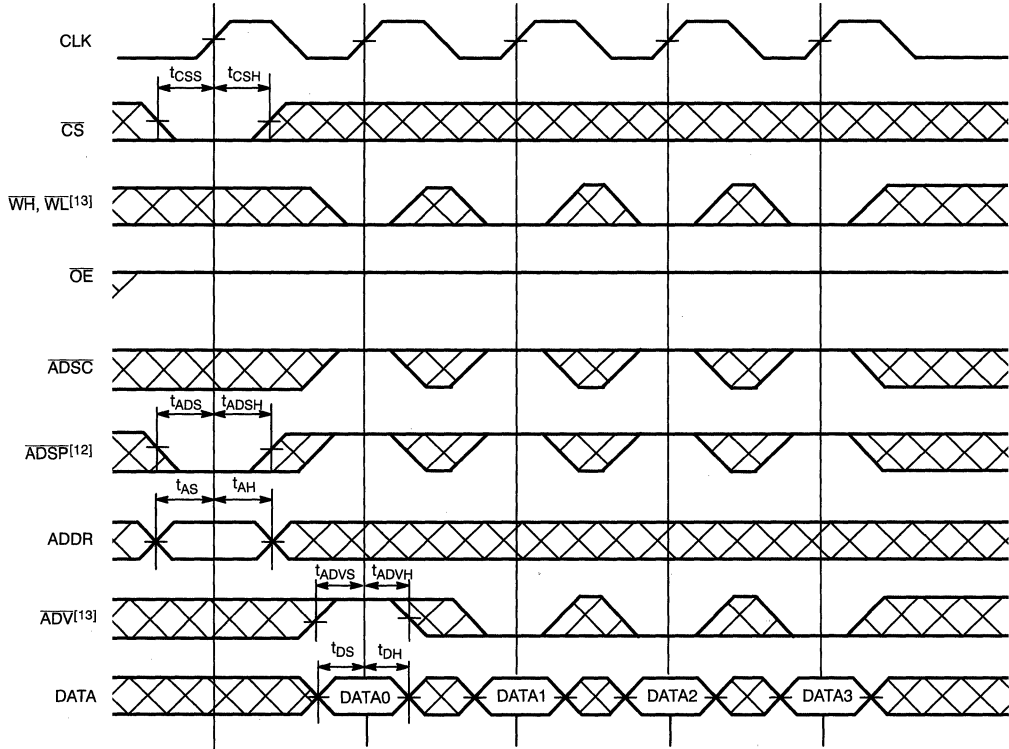 CLK
tCSS tCSH
CS
WH, WL[13]
OE
ADSC
tADS tADSH
ADSP[12]
tAS tAH
ADDR
tADVS tADVH
ADV[13]
tDS tDH
DATA DATA0 DATA1 DATA2 DATA3